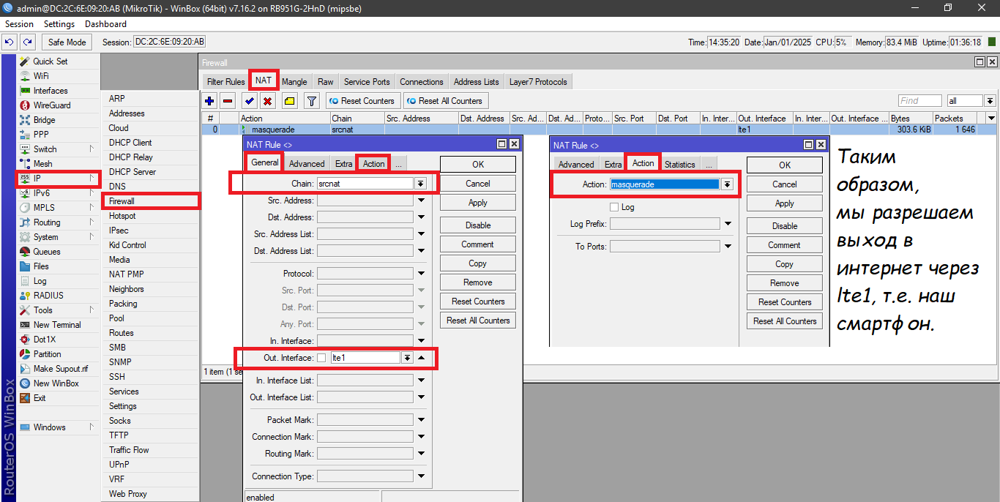 admin@DC:2C:6E:09:20:AB (MikroTik) - WinBox (64bit) v7.16.2 on RB951G-2HnD (mipsbe)
Session Settings Dashboard
Safe Mode Session: DC:2C:6E:09:20:AB Time: 14:35:20 Date: Jan/01/2025 CPU: 5% Memory: 83.4 MiB Uptime: 01:36:18
RouterOS WinBox
Quick Set
WiFi
Interfaces
WireGuard
Bridge
PPP
Switch
Mesh
IP
IPv6
MPLS
Routing
System
Queues
Files
Log
RADIUS
Tools
New Terminal
Dot1X
Partition
Make Supout.rif
New WinBox
Exit
Windows
ARP
Addresses
Cloud
DHCP Client
DHCP Relay
DHCP Server
DNS
Firewall
Hotspot
IPsec
Kid Control
Media
NAT PMP
Neighbors
Packing
Pool
Routes
SMB
SNMP
SSH
Services
Settings
Socks
TFTP
Traffic Flow
UPnP
VRF
Web Proxy
Firewall
Filter Rules NAT Mangle Raw Service Ports Connections Address Lists Layer7 Protocols
Reset Counters Reset All Counters Find all
# Action Chain Src. Address Dst. Address Src. Ad... Dst. Ad... Proto... Src. Port Dst. Port In. Inter... Out. Interface In. Inter... Out. Interface ... Bytes Packets
0 masquerade srcnat lte1 303.6 KiB 1 646
1 item (1 se
NAT Rule <>
General Advanced Extra Action ...
Chain: srcnat
Src. Address:
Dst. Address:
Src. Address List:
Dst. Address List:
Protocol:
Src. Port:
Dst. Port:
Any. Port:
In. Interface:
Out. Interface: lte1
In. Interface List:
Out. Interface List:
Packet Mark:
Connection Mark:
Routing Mark:
Connection Type:
enabled
OK
Cancel
Apply
Disable
Comment
Copy
Remove
Reset Counters
Reset All Counters
NAT Rule <>
Advanced Extra Action Statistics ...
Action: masquerade
Log
Log Prefix:
To Ports:
OK
Cancel
Apply
Disable
Comment
Copy
Remove
Reset Counters
Reset All Counters
Таким
образом,
мы разрешаем
выход в
интернет через
lte1, т.е. наш
смартфон.